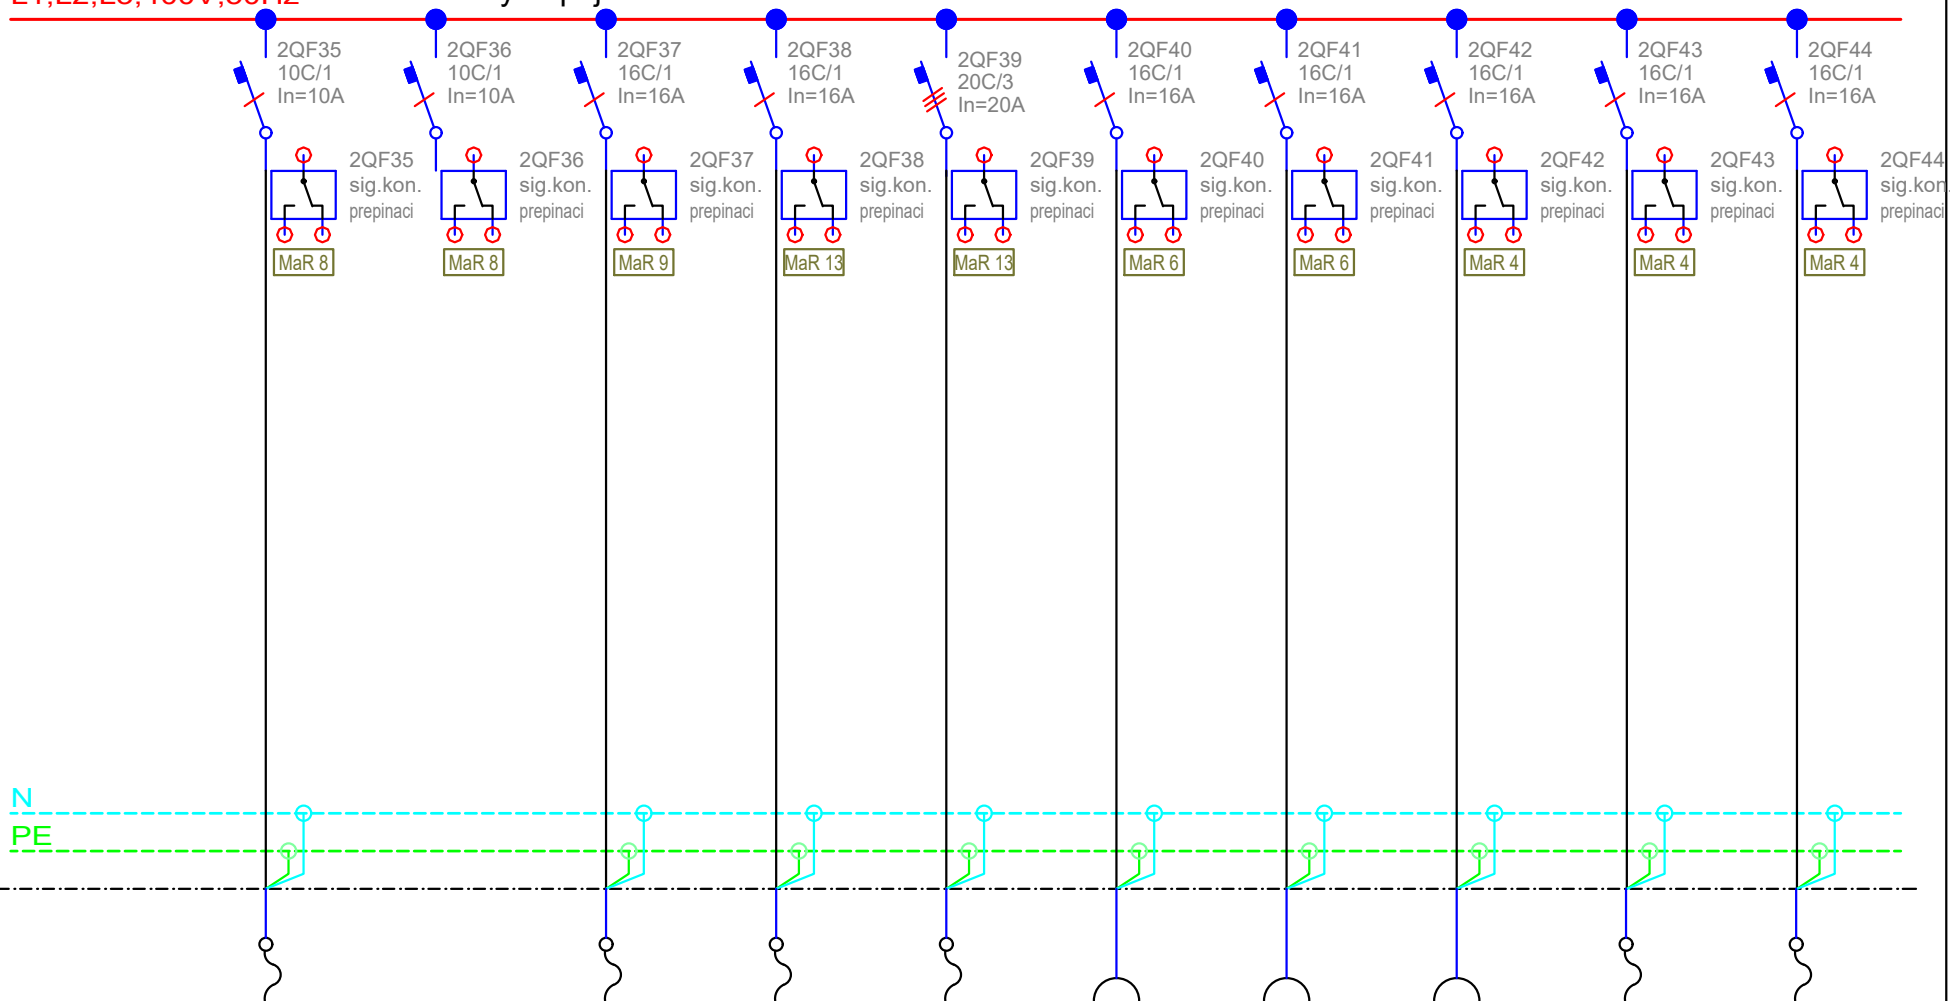 2QF35 2QF36 2QF37 2QF38 2QF39 2QF40 2QF41 2QF42 2QF43 2QF44
10C/1 10C/1 16C/1 16C/1 20C/3 16C/1 16C/1 16C/1 16C/1 16C/1
In=10A In=10A In=16A In=16A In=20A In=16A In=16A In=16A In=16A In=16A
2QF35 2QF36 2QF37 2QF38 2QF39 2QF40 2QF41 2QF42 2QF43 2QF44
sig.kon. sig.kon. sig.kon. sig.kon. sig.kon. sig.kon. sig.kon. sig.kon. sig.kon. sig.kon.
prepinaci prepinaci prepinaci prepinaci prepinaci prepinaci prepinaci prepinaci prepinaci prepinaci
MaR 8 MaR 8 MaR 9 MaR 13 MaR 13 MaR 6 MaR 6 MaR 4 MaR 4 MaR 4
N
PE